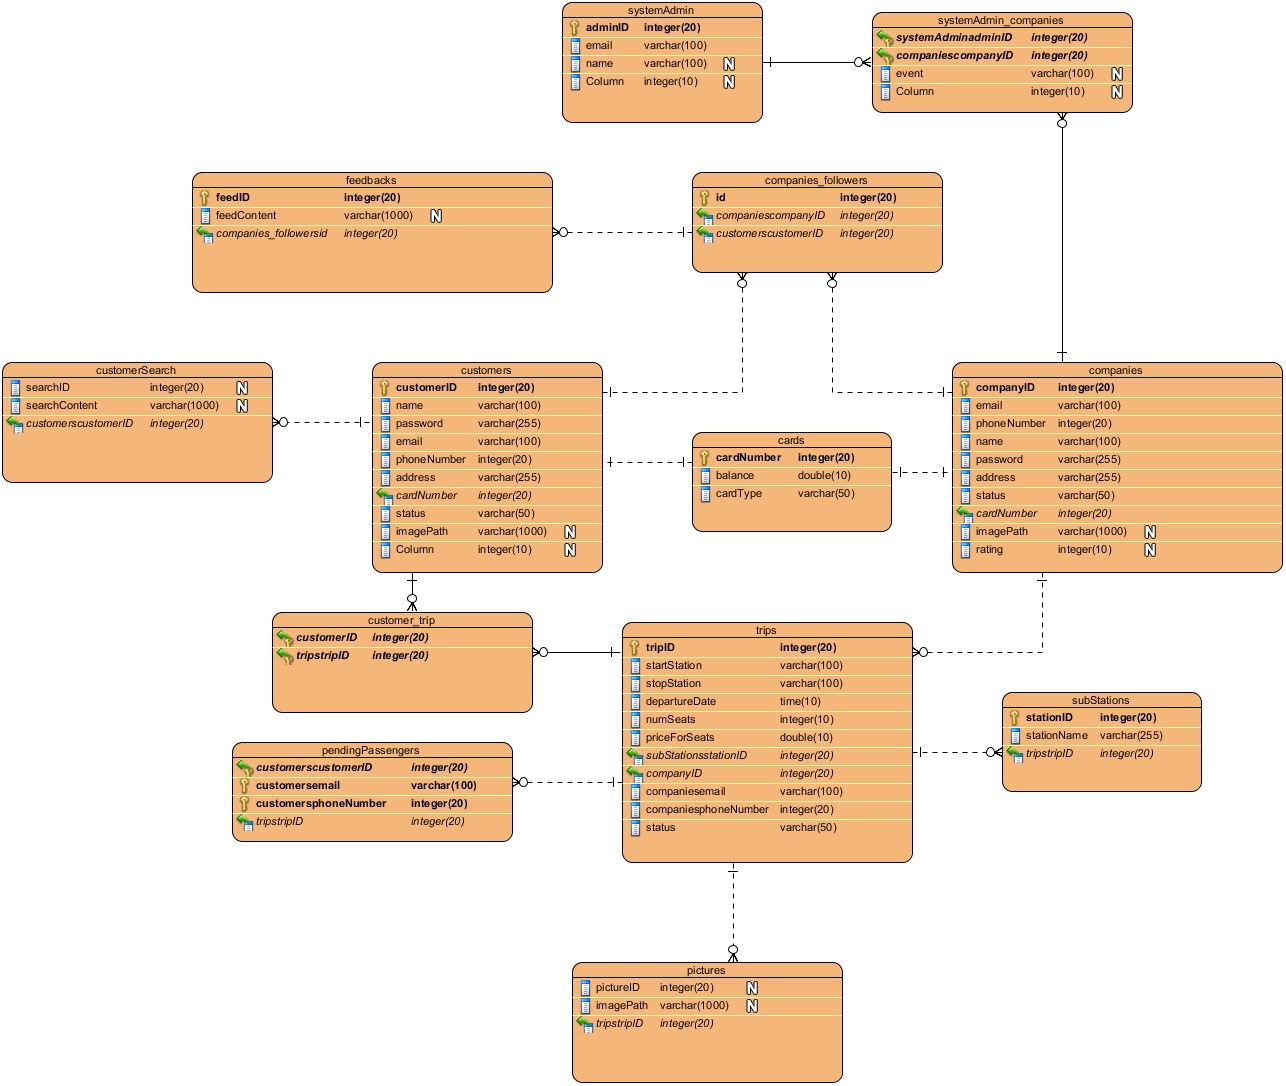 systemAdmin
adminID integer(20)
email varchar(100)
name varchar(100) N
Column integer(10) N
systemAdmin_companies
systemAdminadminID integer(20)
companiescompanyID integer(20)
event varchar(100) N
Column integer(10) N
feedbacks
feedID integer(20)
feedContent varchar(1000) N
companies_followersid integer(20)
companies_followers
id integer(20)
companiescompanyID integer(20)
customerscustomerID integer(20)
customerSearch
searchID integer(20) N
searchContent varchar(1000) N
customerscustomerID integer(20)
customers
customerID integer(20)
name varchar(100)
password varchar(255)
email varchar(100)
phoneNumber integer(20)
address varchar(255)
cardNumber integer(20)
status varchar(50)
imagePath varchar(1000) N
Column integer(10) N
cards
cardNumber integer(20)
balance double(10)
cardType varchar(50)
companies
companyID integer(20)
email varchar(100)
phoneNumber integer(20)
name varchar(100)
password varchar(255)
address varchar(255)
status varchar(50)
cardNumber integer(20)
imagePath varchar(1000) N
rating integer(10) N
customer_trip
customerID integer(20)
tripstripID integer(20)
trips
tripID integer(20)
startStation varchar(100)
stopStation varchar(100)
departureDate time(10)
numSeats integer(10)
priceForSeats double(10)
subStationsstationID integer(20)
companyID integer(20)
companiesemail varchar(100)
companiesphoneNumber integer(20)
status varchar(50)
subStations
stationID integer(20)
stationName varchar(255)
tripstripID integer(20)
pendingPassengers
customerscustomerID integer(20)
customersemail varchar(100)
customersphoneNumber integer(20)
tripstripID integer(20)
pictures
pictureID integer(20) N
imagePath varchar(1000) N
tripstripID integer(20)